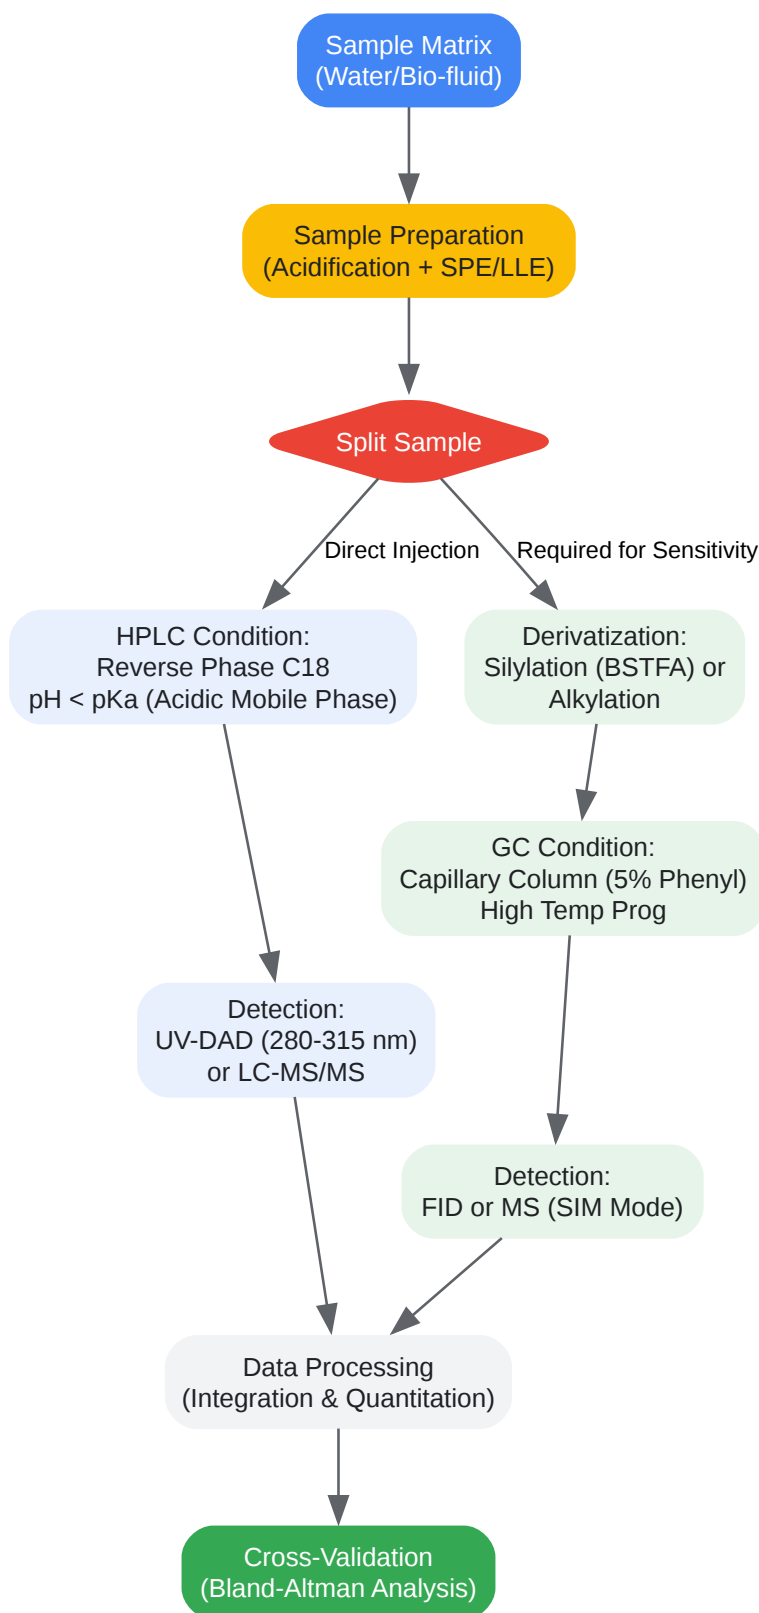 Sample Matrix
(Water/Bio-fluid)
Sample Preparation
(Acidification + SPE/LLE)
Split Sample
Direct Injection
Required for Sensitivity
HPLC Condition:
Reverse Phase C18
pH < pKa (Acidic Mobile Phase)
Derivatization:
Silylation (BSTFA) or
Alkylation
GC Condition:
Capillary Column (5% Phenyl)
High Temp Prog
Detection:
UV-DAD (280-315 nm)
or LC-MS/MS
Detection:
FID or MS (SIM Mode)
Data Processing
(Integration & Quantitation)
Cross-Validation
(Bland-Altman Analysis)